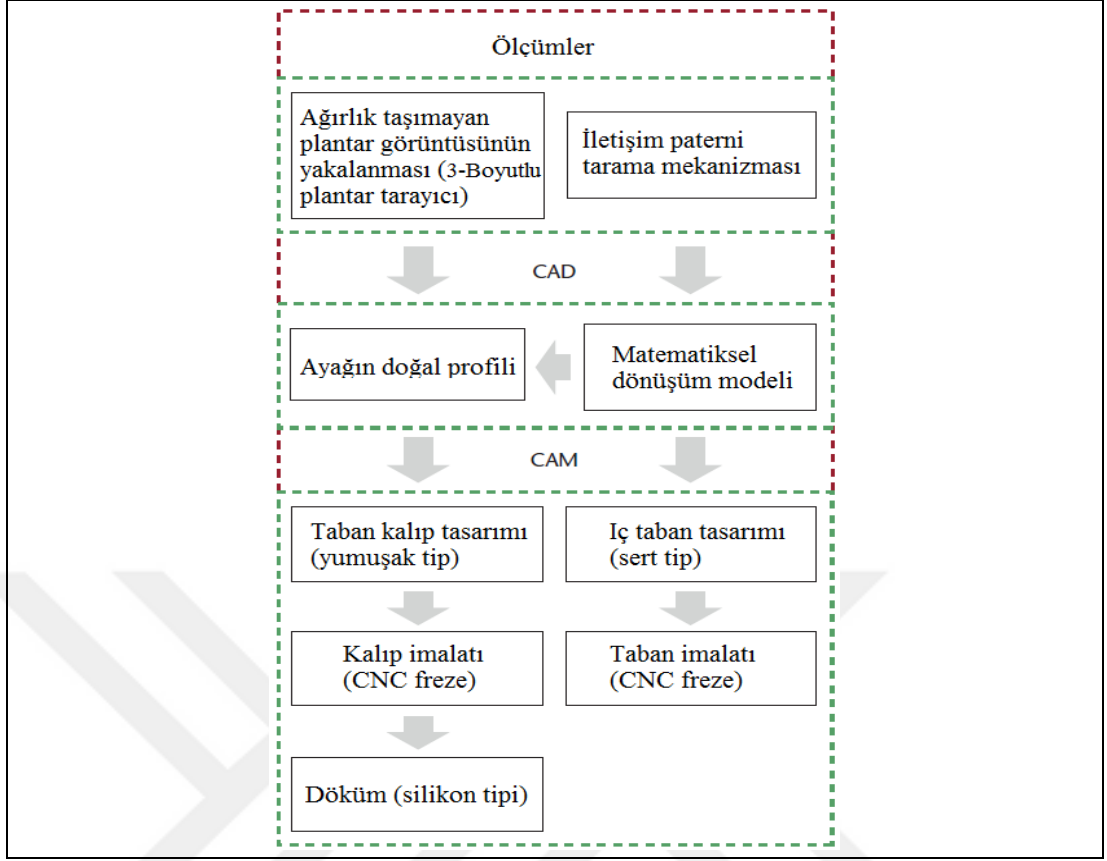 Ölçümler
Ağırlık taşımayan
plantar görüntüsünün
yakalanması (3-Boyutlu
plantar tarayıcı)
İletişim paterni
tarama mekanizması
CAD
Ayağın doğal profili
Matematiksel
dönüşüm modeli
CAM
Taban kalıp tasarımı
(yumuşak tip)
Iç taban tasarımı
(sert tip)
Kalıp imalatı
(CNC freze)
Taban imalatı
(CNC freze)
Döküm (silikon tipi)